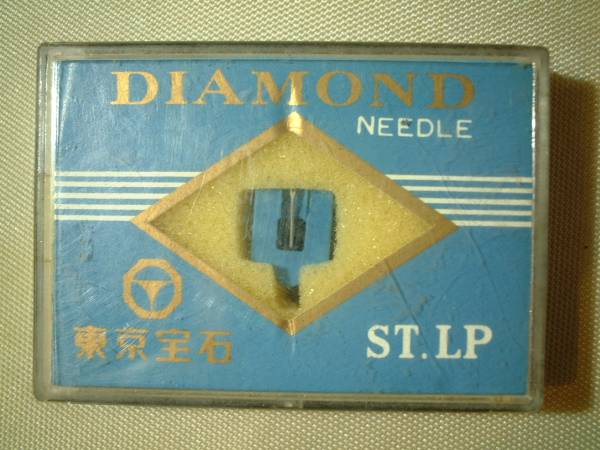 DIAMOND
NEEDLE
東京宝石
ST.LP